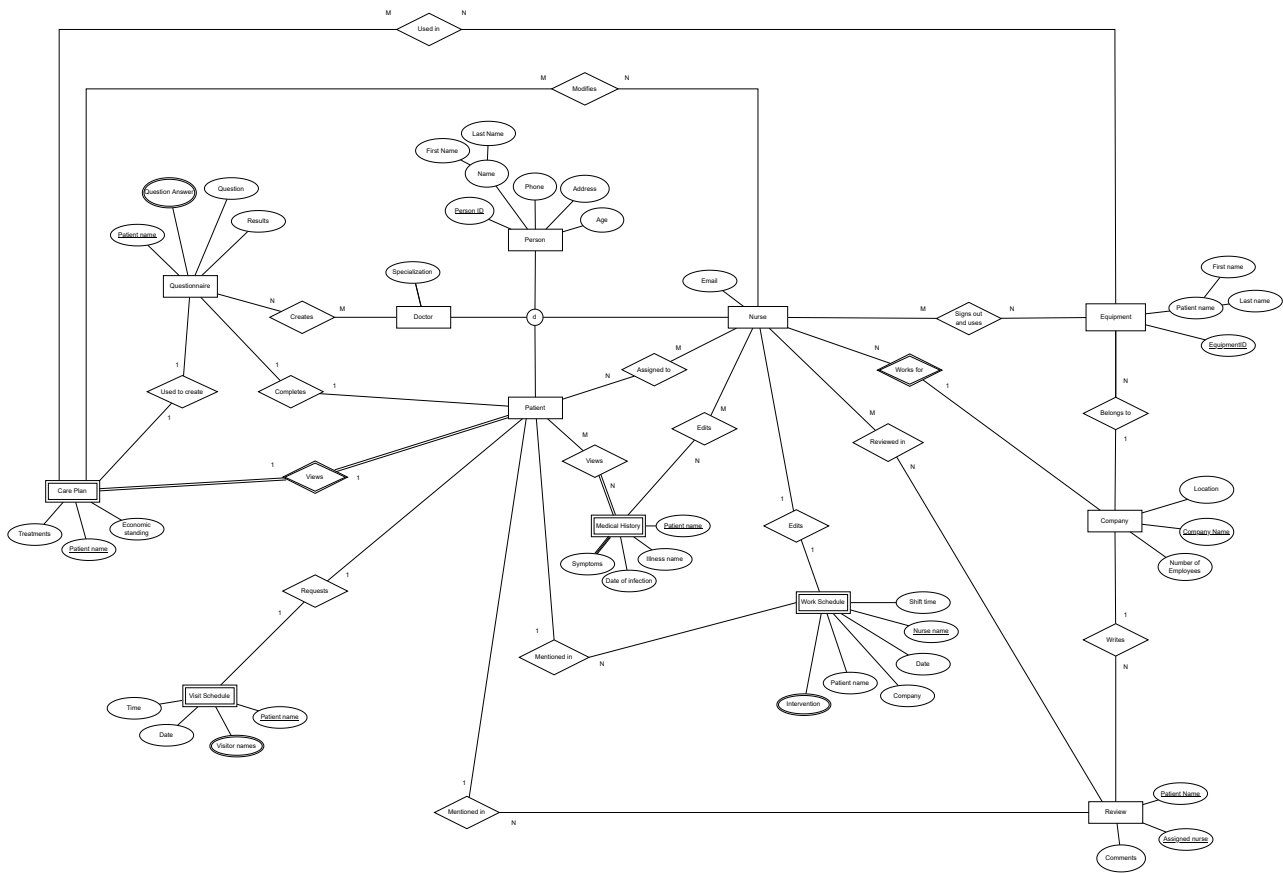 M
N
Used in
M
N
Modifies
Last Name
First Name
Name
Phone
Address
Person ID
Age
Person
Question Answer
Question
Results
Patient name
Questionnaire
Specialization
Email
First name
Last name
Patient name
EquipmentID
N
Creates
M
Doctor
d
Nurse
M
Signs out
and uses
N
Equipment
M
Assigned to
N
N
Works for
1
N
Belongs to
1
1
Used to create
1
1
Completes
1
Patient
M
Edits
N
M
Reviewed in
N
M
Views
N
1
Views
1
Care Plan
Treatments
Patient name
Economic
standing
Medical History
Patient name
Symptoms
Illness name
Date of infection
1
Edits
1
Location
Company
Company Name
Number of
Employees
1
Requests
1
1
Mentioned in
N
Work Schedule
Shift time
Nurse name
Date
Patient name
Company
Intervention
1
Writes
N
Visit Schedule
Time
Patient name
Date
Visitor names
1
Mentioned in
N
Review
Patient Name
Assigned nurse
Comments